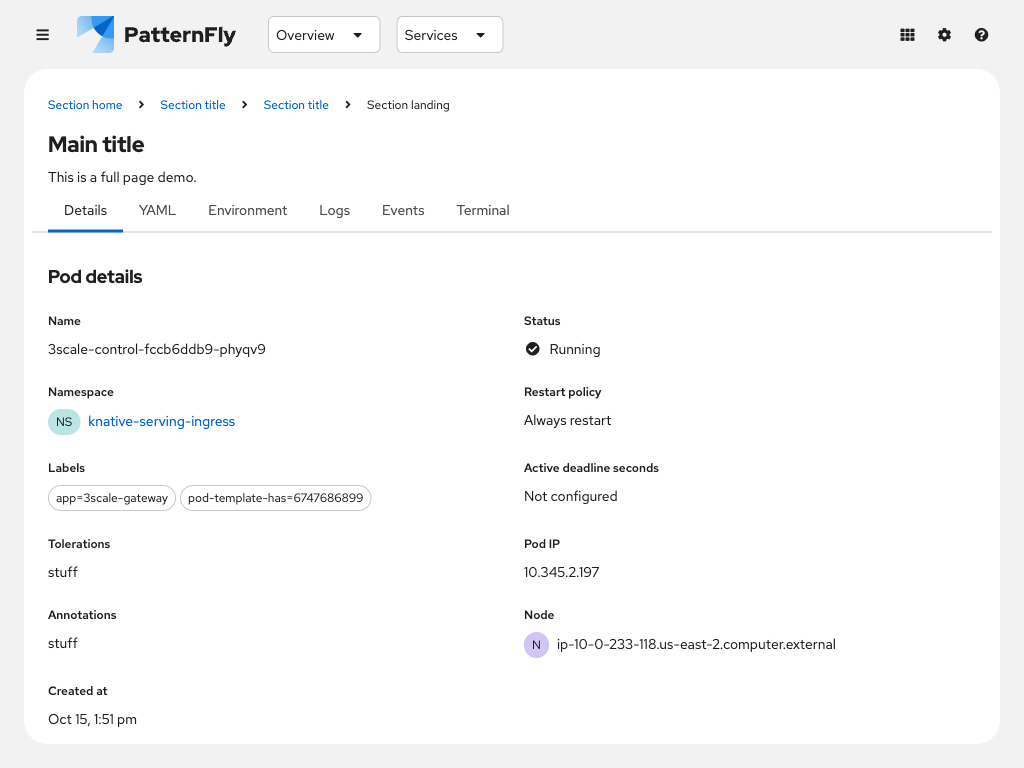 PatternFly
Overview
Services
Section home
Section title
Section title
Section landing
Main title
This is a full page demo.
Details
YAML
Environment
Logs
Events
Terminal
Pod details
Name
3scale-control-fccb6ddb9-phyqv9
Status
Running
Namespace
NS knative-serving-ingress
Restart policy
Always restart
Labels
app=3scale-gateway
pod-template-has=6747686899
Active deadline seconds
Not configured
Tolerations
stuff
Pod IP
10.345.2.197
Annotations
stuff
Node
N ip-10-0-233-118.us-east-2.computer.external
Created at
Oct 15, 1:51 pm